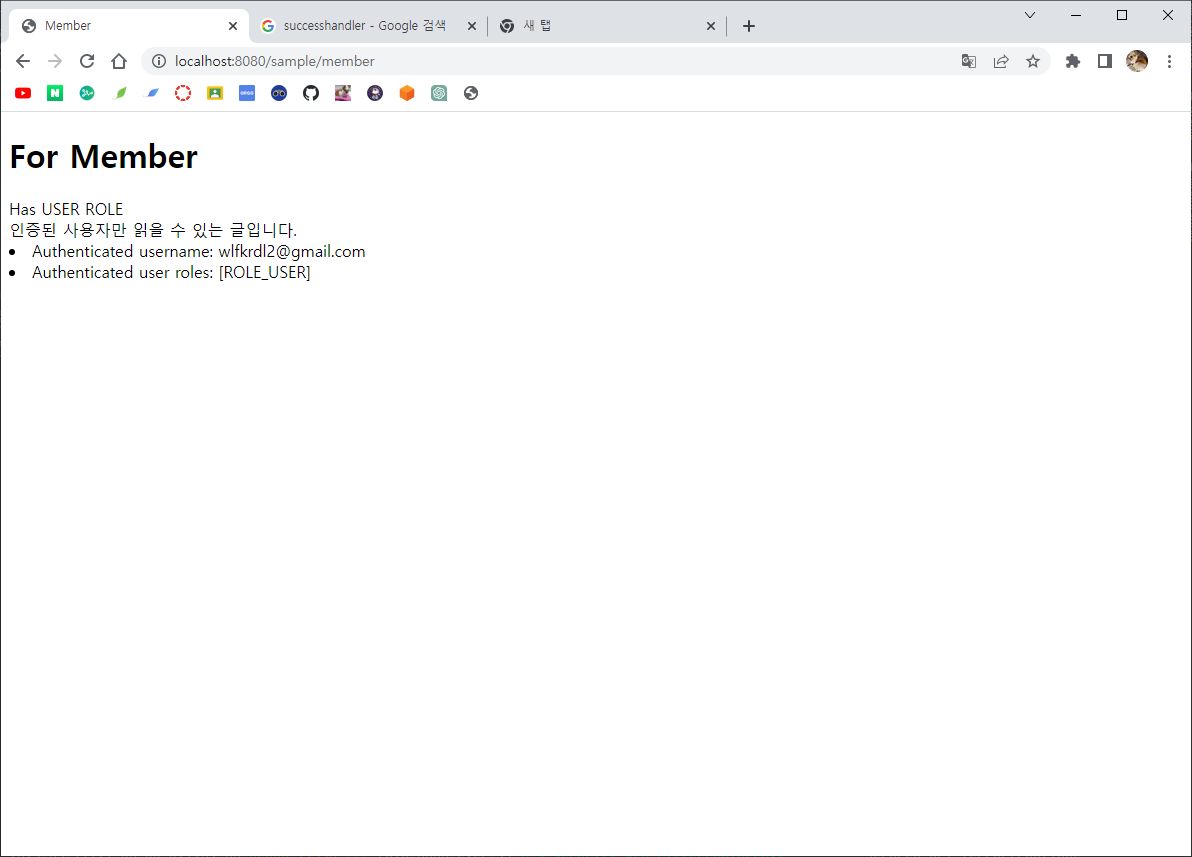 Member
successhandler - Google 검색
새 탭
localhost:8080/sample/member
For Member
Has USER ROLE
인증된 사용자만 읽을 수 있는 글입니다.
Authenticated username: wlfkrdl2@gmail.com
Authenticated user roles: [ROLE_USER]